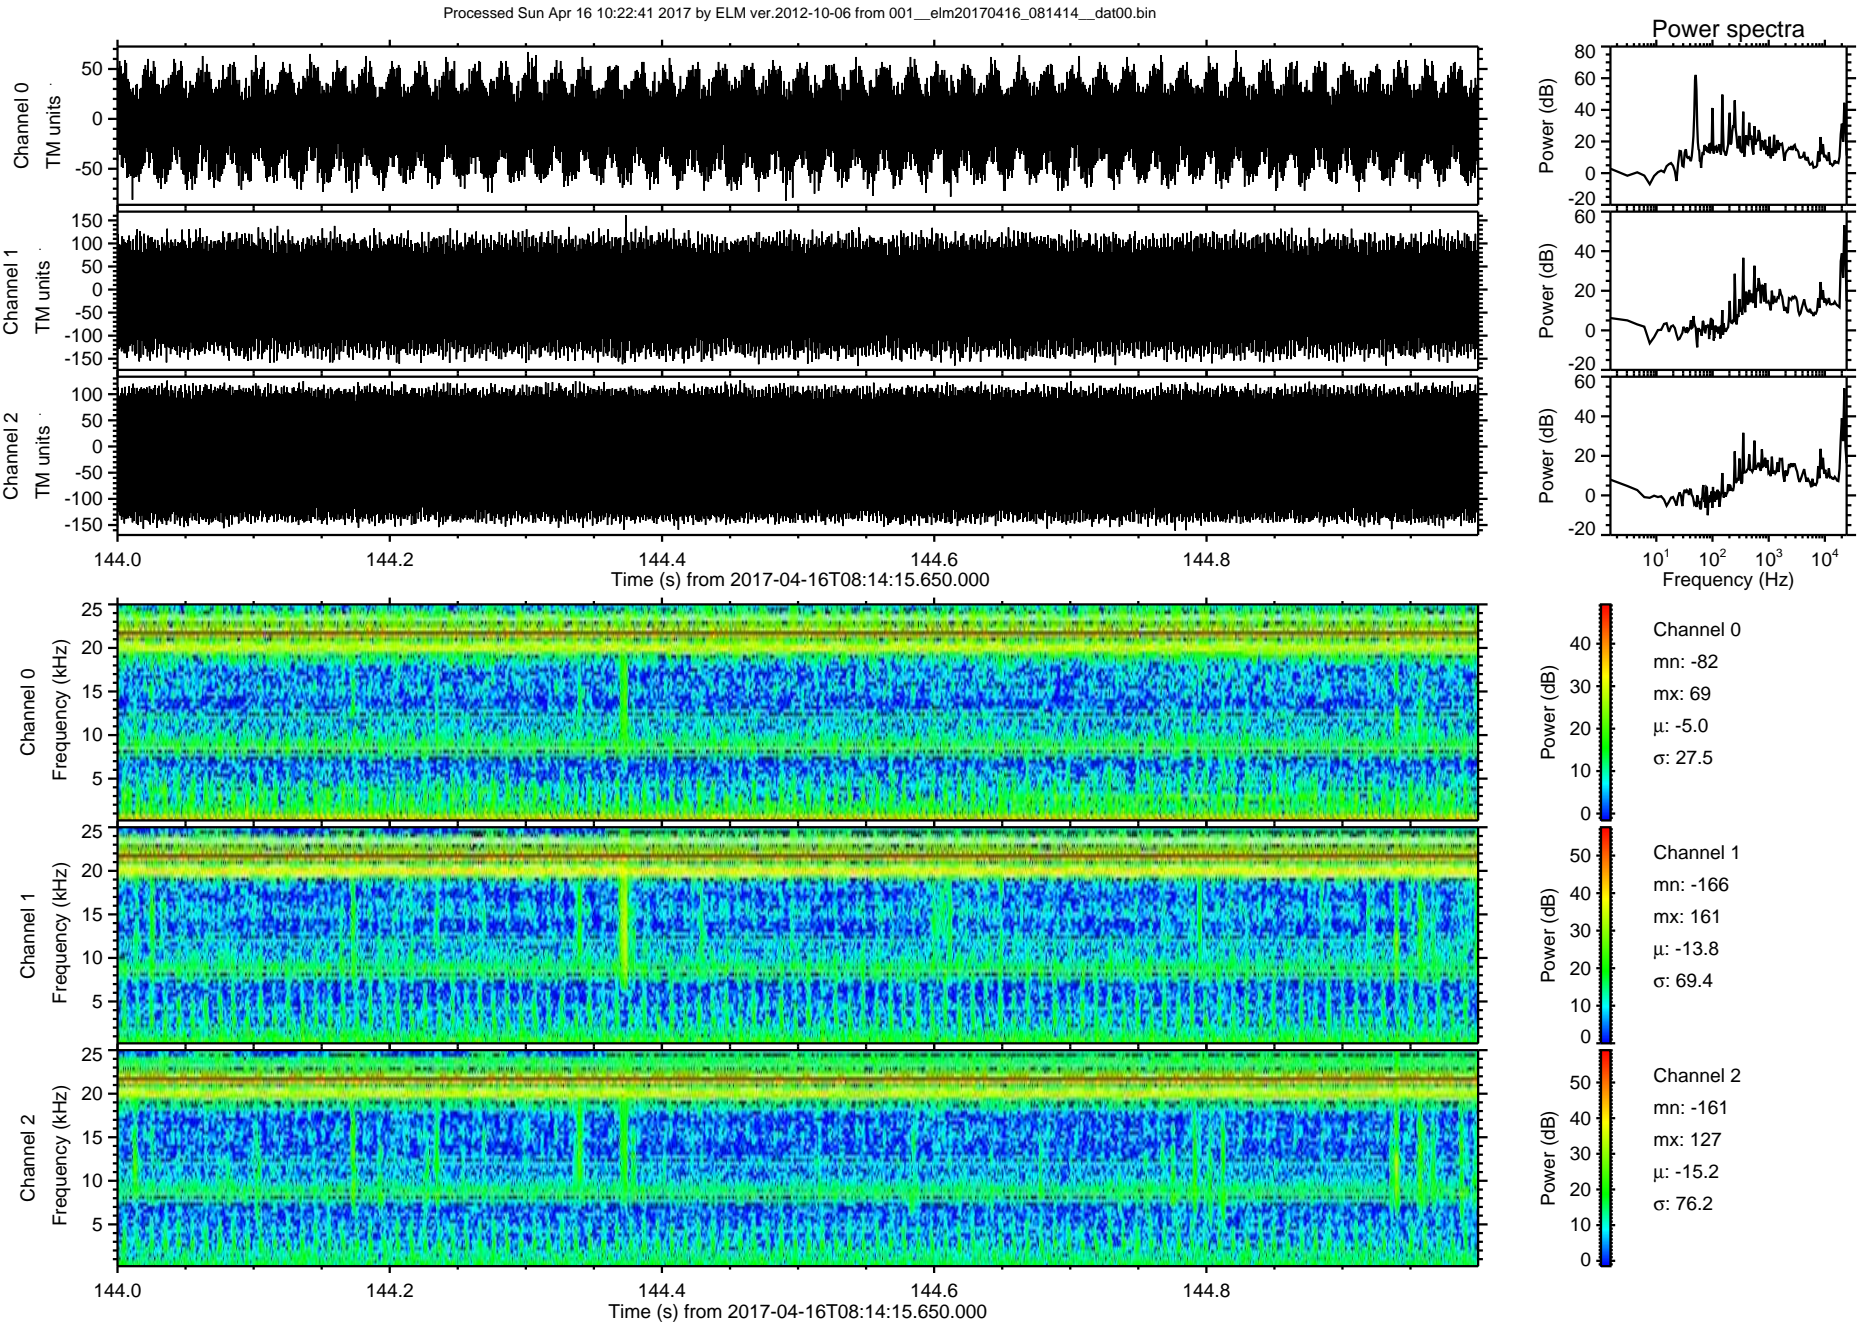 Processed Sun Apr 16 10:22:41 2017 by ELM ver.2012-10-06 from 001__elm20170416_081414__dat00.bin
Power spectra
Channel 0
TM units
50
0
-50
Power (dB)
80
60
40
20
0
-20
Channel 1
TM units
150
100
50
0
-50
-100
-150
Power (dB)
60
40
20
0
-20
Channel 2
TM units
100
50
0
-50
-100
-150
Power (dB)
60
40
20
0
-20
144.0 144.2 144.4 144.6 144.8
Time (s) from 2017-04-16T08:14:15.650.000
10^1 10^2 10^3 10^4
Frequency (Hz)
Channel 0
Frequency (kHz)
25
20
15
10
5
Power (dB)
40
30
20
10
0
Channel 0
mn: -82
mx: 69
μ: -5.0
σ: 27.5
Channel 1
Frequency (kHz)
25
20
15
10
5
Power (dB)
50
40
30
20
10
0
Channel 1
mn: -166
mx: 161
μ: -13.8
σ: 69.4
Channel 2
Frequency (kHz)
25
20
15
10
5
Power (dB)
50
40
30
20
10
0
Channel 2
mn: -161
mx: 127
μ: -15.2
σ: 76.2
144.0 144.2 144.4 144.6 144.8
Time (s) from 2017-04-16T08:14:15.650.000